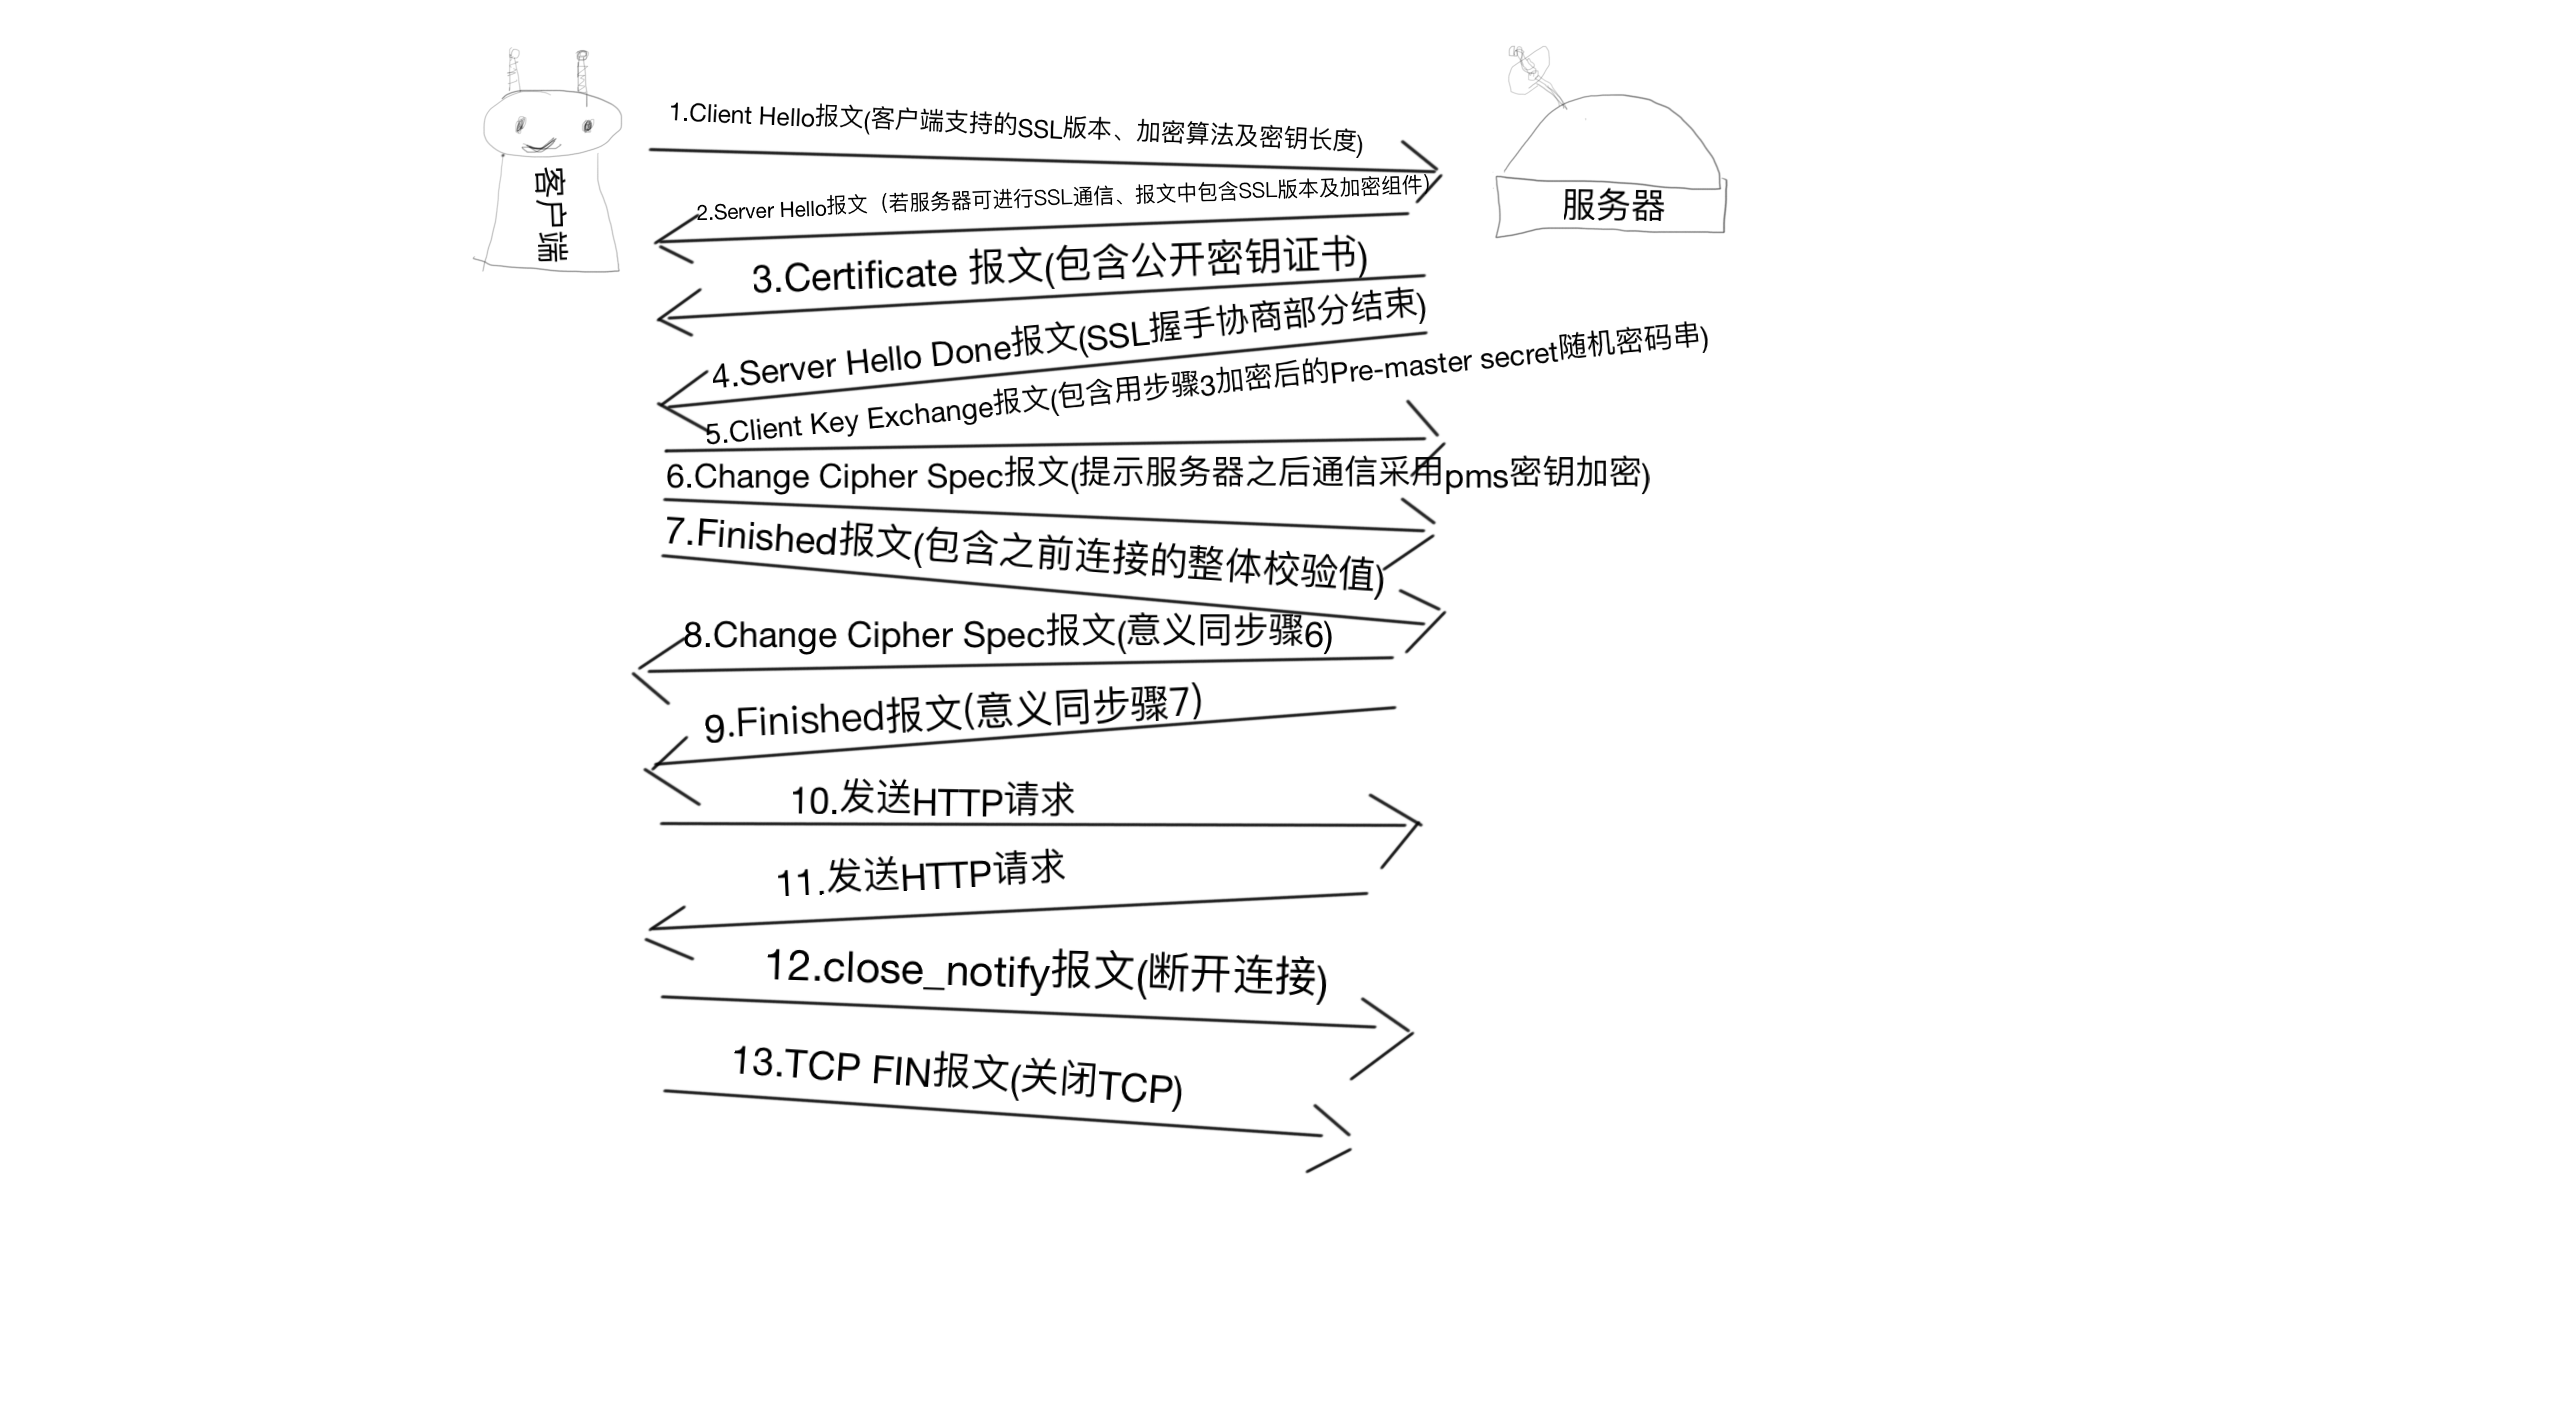 客户端
服务器
1.Client Hello报文(客户端支持的SSL版本、加密算法及密钥长度)
2.Server Hello报文（若服务器可进行SSL通信、报文中包含SSL版本及加密组件)
3.Certificate 报文(包含公开密钥证书)
4.Server Hello Done报文(SSL握手协商部分结束)
5.Client Key Exchange报文(包含用步骤3加密后的Pre-master secret随机密码串)
6.Change Cipher Spec报文(提示服务器之后通信采用pms密钥加密)
7.Finished报文(包含之前连接的整体校验值)
8.Change Cipher Spec报文(意义同步骤6)
9.Finished报文(意义同步骤7)
10.发送HTTP请求
11.发送HTTP请求
12.close_notify报文(断开连接)
13.TCP FIN报文(关闭TCP)